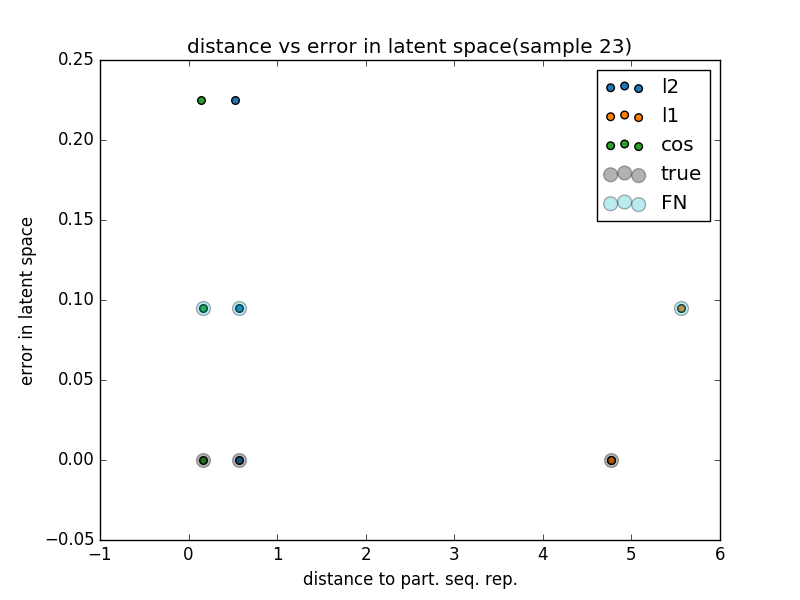 distance vs error in latent space(sample 23)
0.25
0.20
0.15
0.10
0.05
0.00
−0.05
error in latent space
l2
l1
cos
true
FN
−1 0 1 2 3 4 5 6
distance to part. seq. rep.